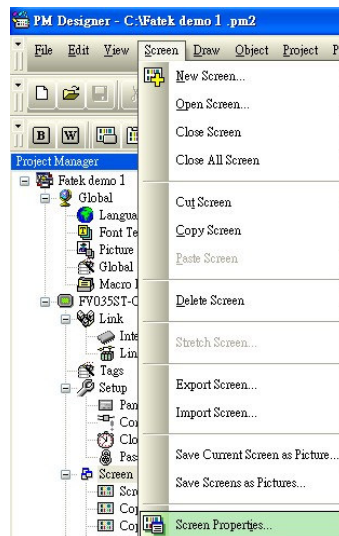 PM Designer - C:\Fatek demo 1 .pm2
File Edit View Screen Draw Object Project P
New Screen...
Open Screen...
Close Screen
Close All Screen
Cut Screen
Copy Screen
Paste Screen
Delete Screen
Stretch Screen...
Export Screen...
Import Screen...
Save Current Screen as Picture...
Save Screens as Pictures...
Screen Properties...
B W
Project Manager
Fatek demo 1
Global
Langua
Font Te
Picture
Global
Macro
FV035ST-C
Link
Inte
Lin
Tags
Setup
Pan
Co
Clo
Pas
Screen
Scr
Cop
Cop